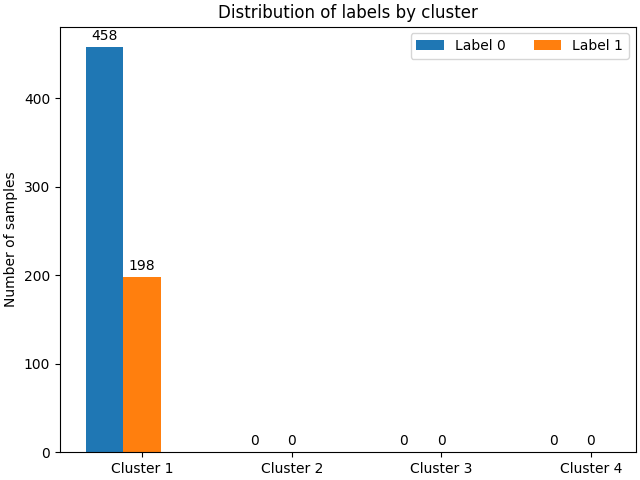 Distribution of labels by cluster
Label 0 Label 1
Number of samples
400
300
200
100
0
458
198
0 0 0 0 0 0
Cluster 1 Cluster 2 Cluster 3 Cluster 4